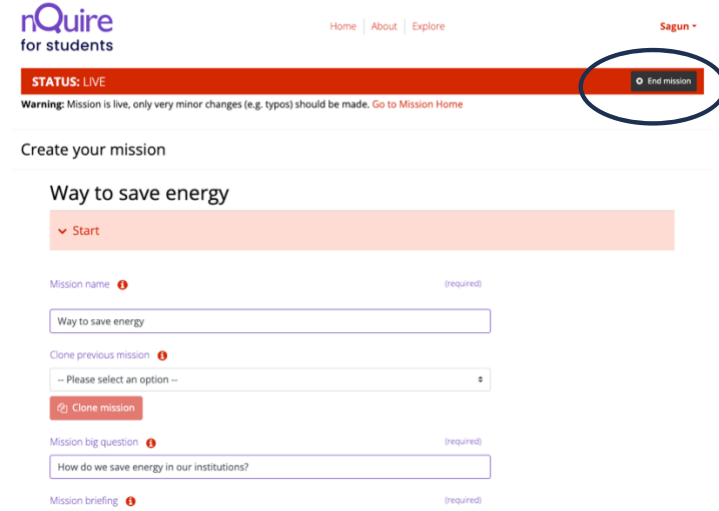 nQuire
for students
Home About Explore
Sagun
STATUS: LIVE
End mission
Warning: Mission is live, only very minor changes (e.g. typos) should be made. Go to Mission Home
Create your mission
Way to save energy
Start
Mission name (required)
Way to save energy
Clone previous mission
-- Please select an option --
Clone mission
Mission big question (required)
How do we save energy in our institutions?
Mission briefing (required)